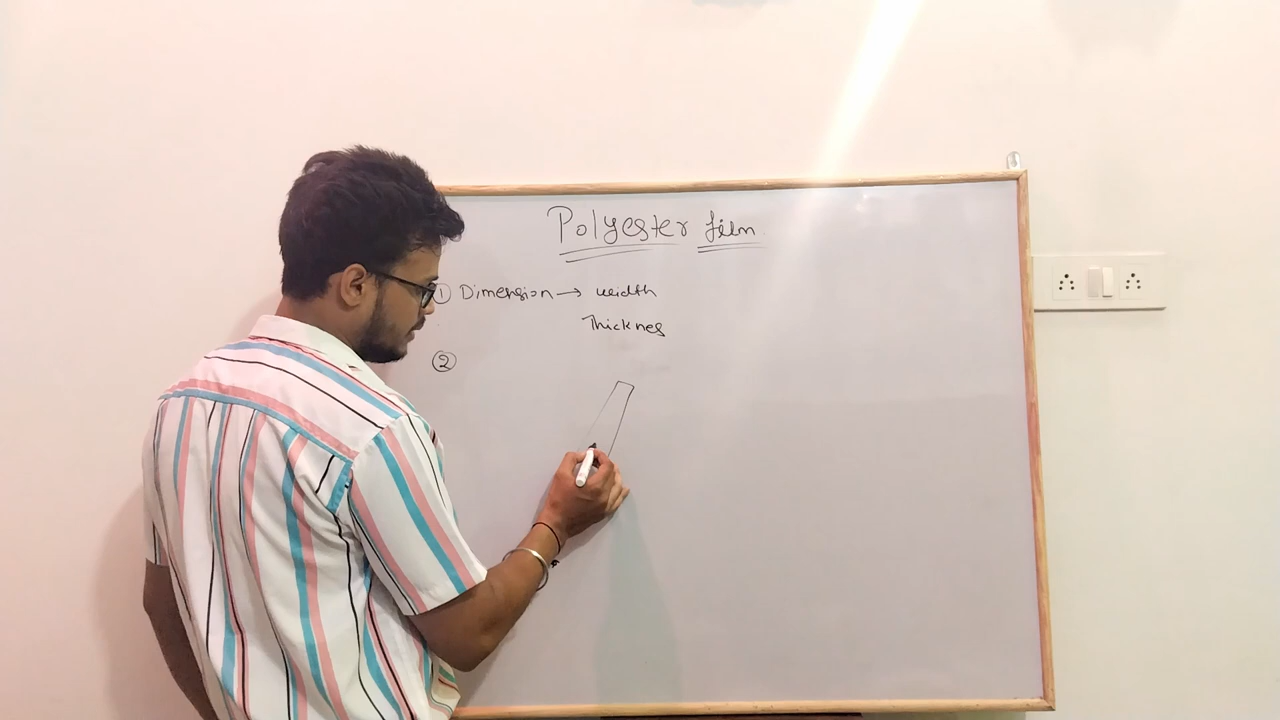 Polyester film
① Dimension → width
Thicknes
②